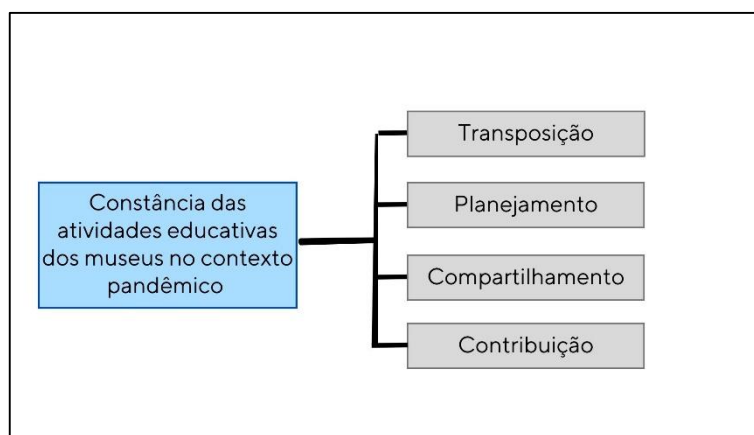 Constância das
atividades educativas
dos museus no contexto
pandêmico
Transposição
Planejamento
Compartilhamento
Contribuição